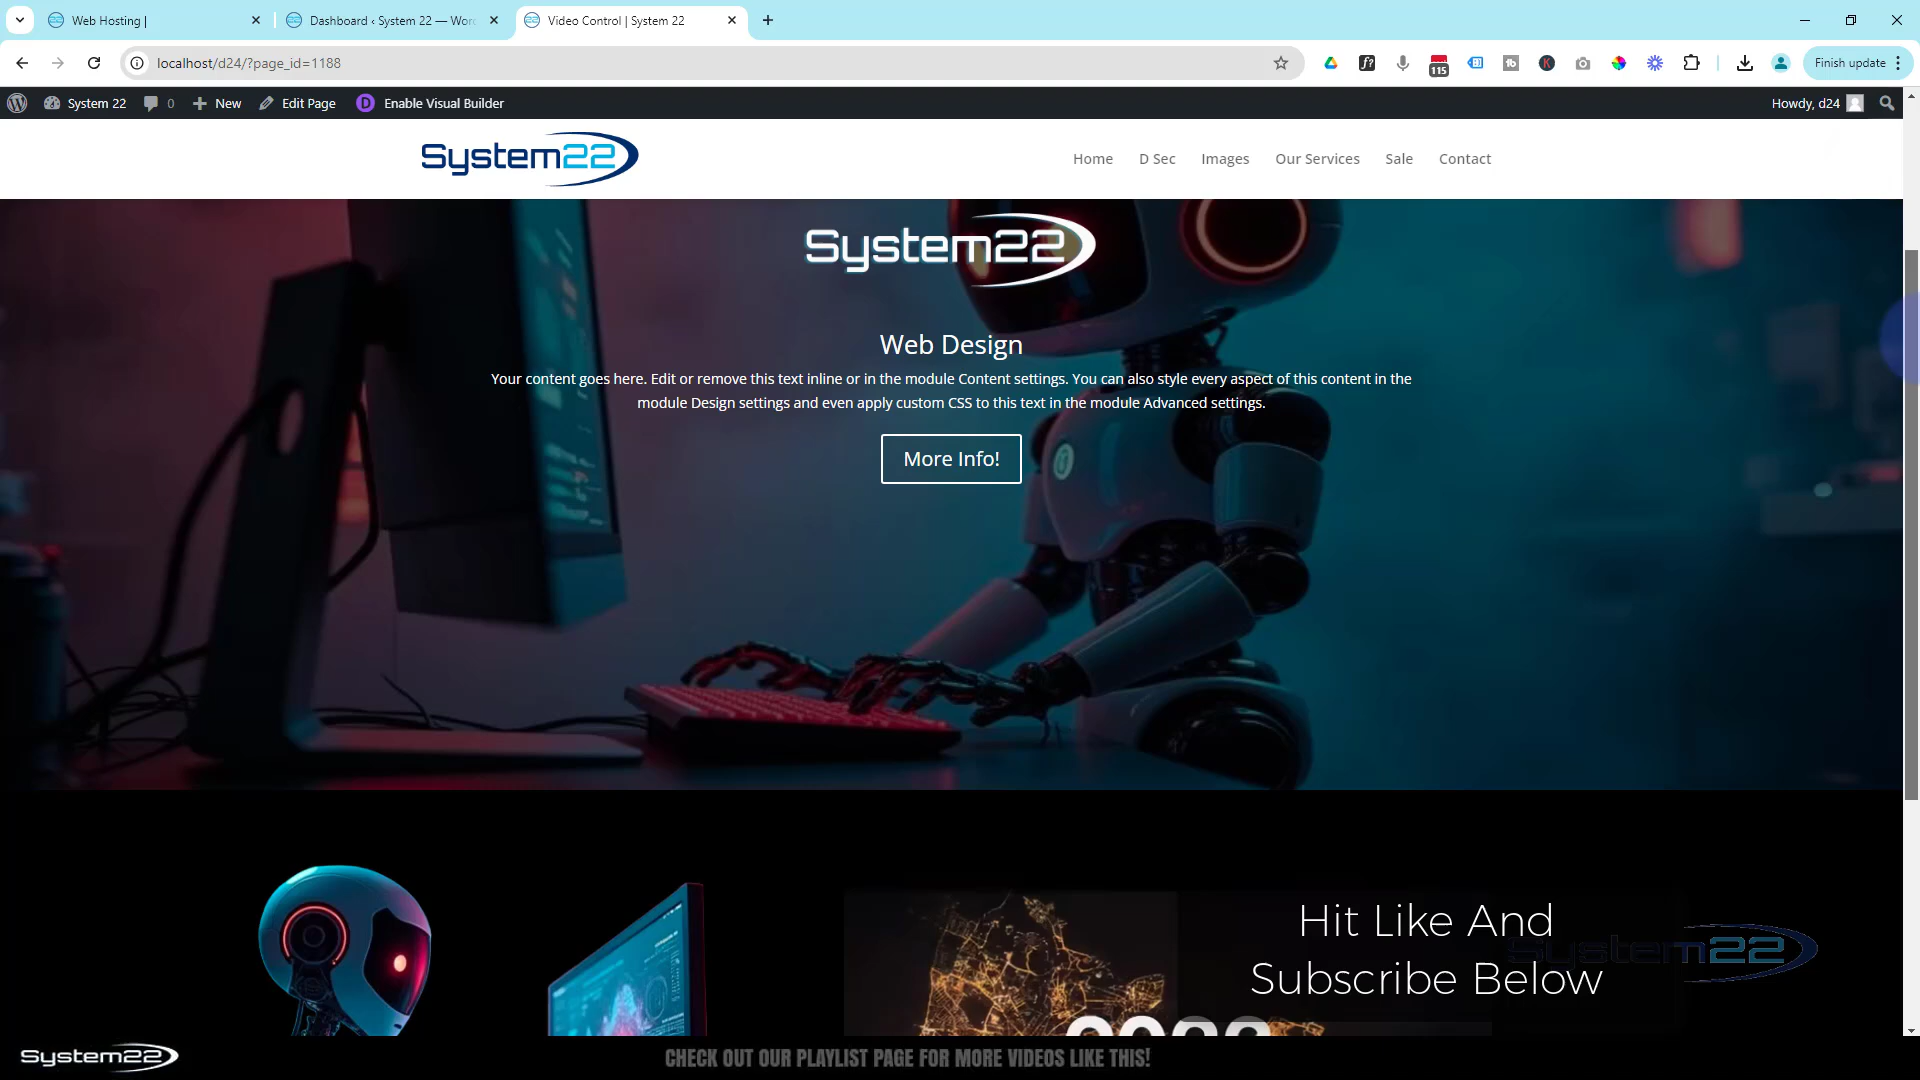 Web Hosting |
Dashboard ‹ System 22 — Wor
Video Control | System 22
localhost/d24/?page_id=1188
115
Finish update
System 22
0
New
Edit Page
D
Enable Visual Builder
Howdy, d24
System22
Home
D Sec
Images
Our Services
Sale
Contact
System22
Web Design
Your content goes here. Edit or remove this text inline or in the module Content settings. You can also style every aspect of this content in the
module Design settings and even apply custom CSS to this text in the module Advanced settings.
More Info!
Hit Like And
Subscribe Below
System22
System22
CHECK OUT OUR PLAYLIST PAGE FOR MORE VIDEOS LIKE THIS!